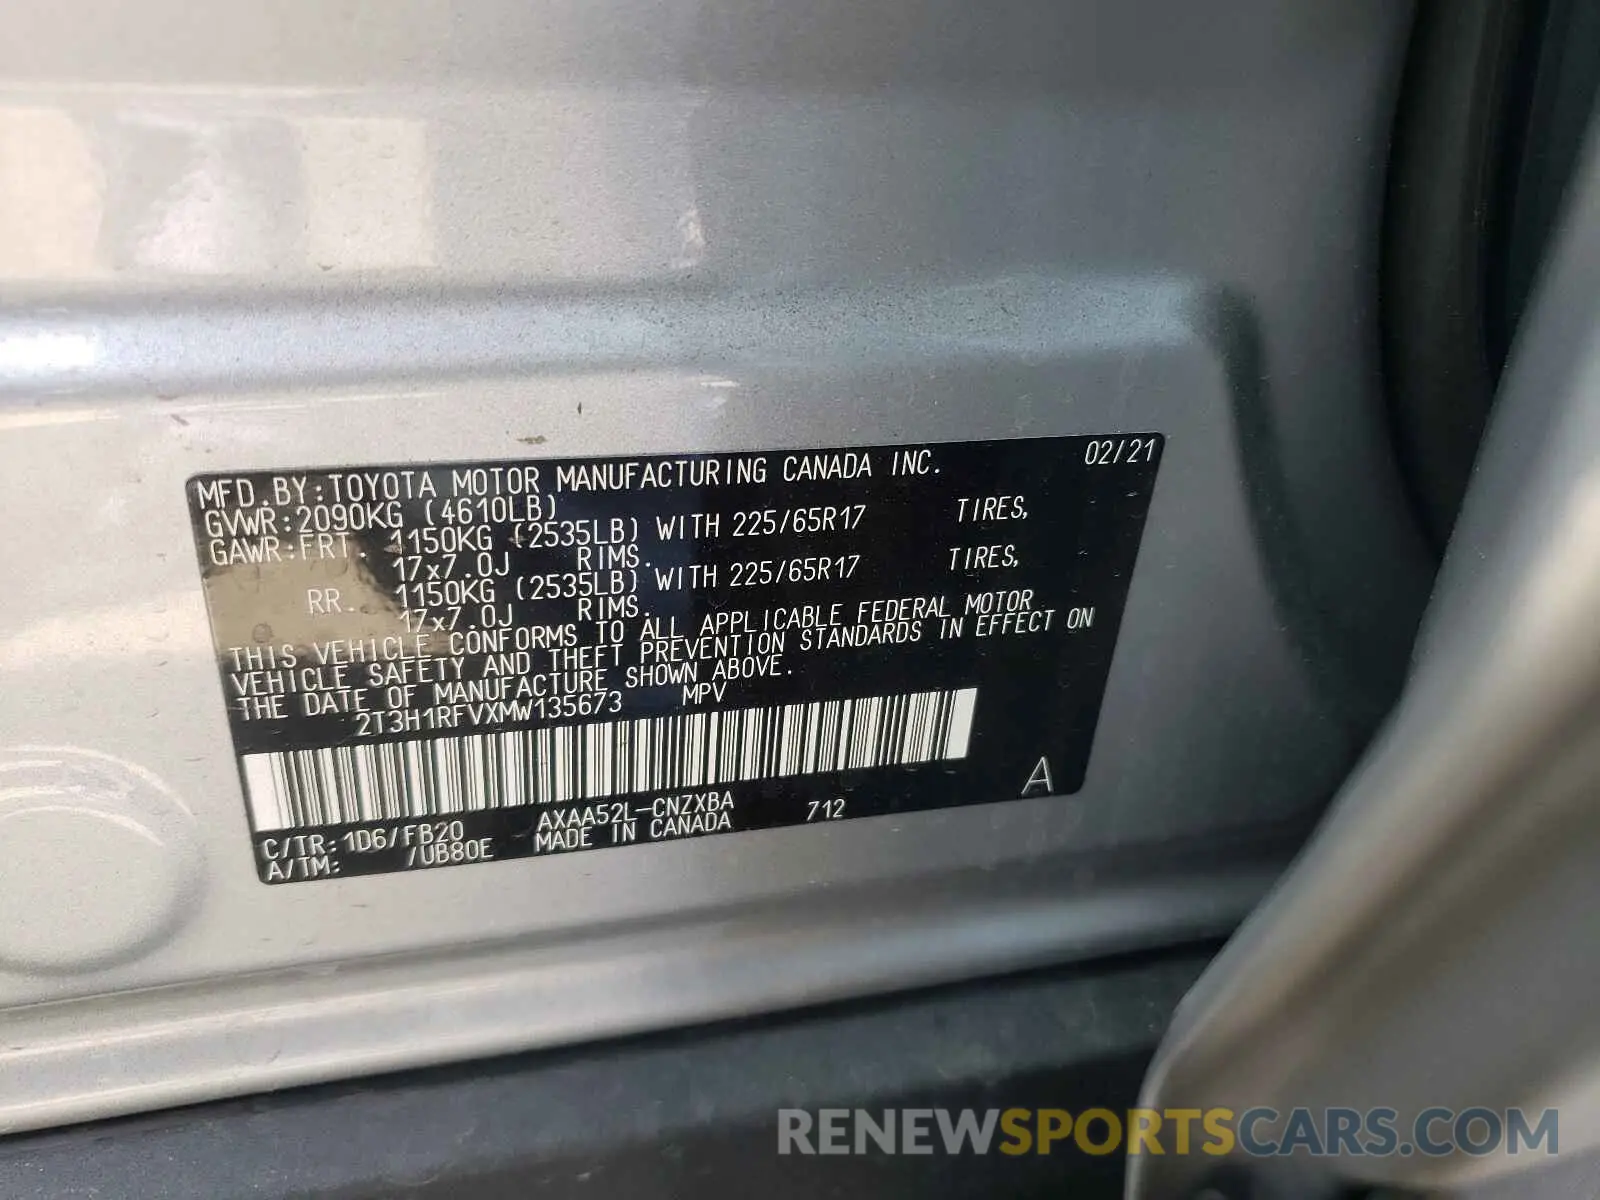 MFD.BY:TOYOTA MOTOR MANUFACTURING CANADA INC. 02/21
GVWR:2090KG (4610LB)
GAWR:FRT. 1150KG (2535LB) WITH 225/65R17 TIRES,
17x7.0J RIMS.
RR. 1150KG (2535LB) WITH 225/65R17 TIRES,
17x7.0J RIMS.
THIS VEHICLE CONFORMS TO ALL APPLICABLE FEDERAL MOTOR
VEHICLE SAFETY AND THEFT PREVENTION STANDARDS IN EFFECT ON
THE DATE OF MANUFACTURE SHOWN ABOVE.
2T3H1RFVXMW135673 MPV
A
C/TR:1D6/FB20 AXAA52L-CNZXBA 712
A/TM: /UB80E MADE IN CANADA
RENEWSPORTSCARS.COM